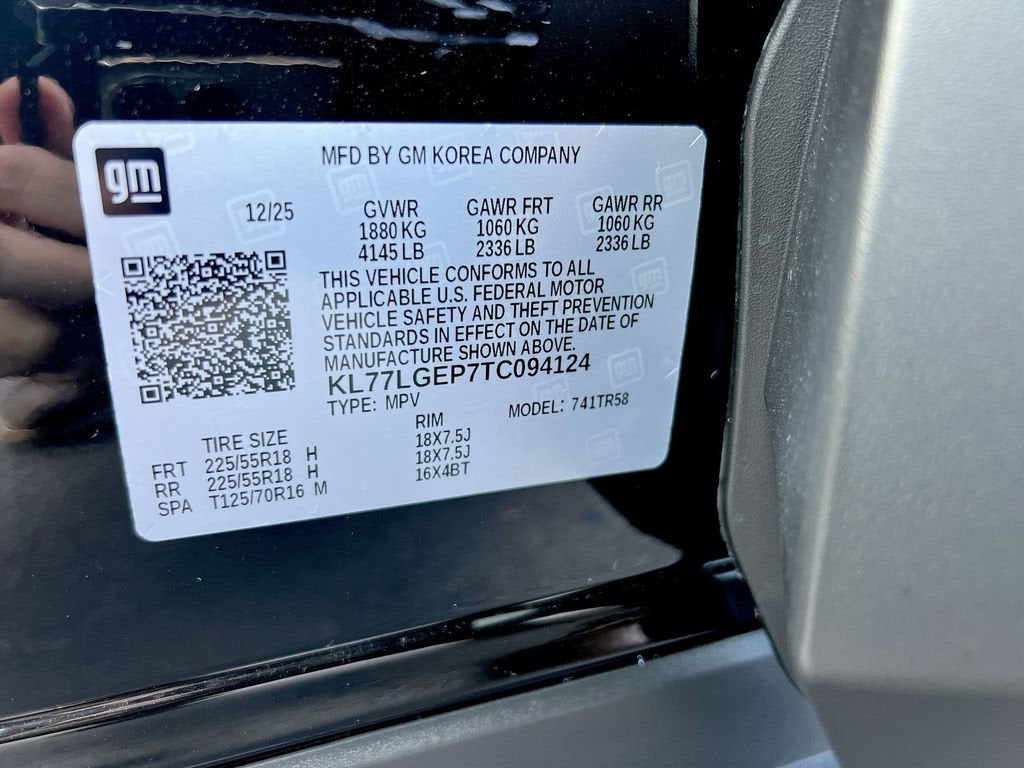 gm
MFD BY GM KOREA COMPANY
12/25 GVWR GAWR FRT GAWR RR
1880 KG 1060 KG 1060 KG
4145 LB 2336 LB 2336 LB
THIS VEHICLE CONFORMS TO ALL
APPLICABLE U.S. FEDERAL MOTOR
VEHICLE SAFETY AND THEFT PREVENTION
STANDARDS IN EFFECT ON THE DATE OF
MANUFACTURE SHOWN ABOVE.
KL77LGEP7TC094124
TYPE: MPV MODEL: 741TR58
TIRE SIZE RIM
FRT 225/55R18 H 18X7.5J
RR 225/55R18 H 18X7.5J
SPA T125/70R16 M 16X4BT